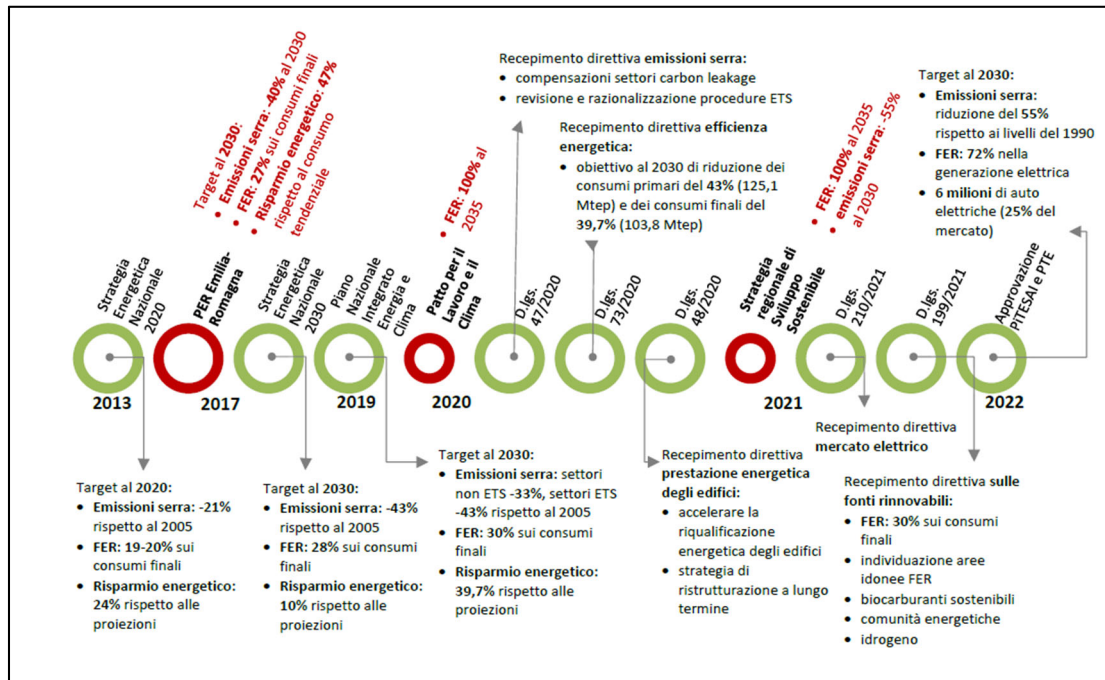 Target al 2030:
• Emissioni serra: -40% al 2030
• FER: 27% sui consumi finali
• Risparmio energetico: 47%
rispetto al consumo
tendenziale
Recepimento direttiva emissioni serra:
• compensazioni settori carbon leakage
• revisione e razionalizzazione procedure ETS
Recepimento direttiva efficienza
energetica:
• obiettivo al 2030 di riduzione dei
consumi primari del 43% (125,1
Mtep) e dei consumi finali del
39,7% (103,8 Mtep)
• FER: 100% al
2035
• FER: 100% al 2035
• emissioni serra: -55%
al 2030
Target al 2030:
• Emissioni serra:
riduzione del 55%
rispetto ai livelli del 1990
• FER: 72% nella
generazione elettrica
• 6 milioni di auto
elettriche (25% del
mercato)
Strategia
Energetica
Nazionale
2020
PER Emilia-
Romagna
Strategia
Energetica
Nazionale
2030
Piano
Nazionale
Integrato
Energia e
Clima
Patto per il
Lavoro e il
Clima
D.lgs.
47/2020
D.lgs.
73/2020
D.lgs.
48/2020
Strategia
regionale di
Sviluppo
Sostenibile
D.lgs.
210/2021
D.lgs.
199/2021
Approvazione
PiTESAI e PTE
2013
2017
2019
2020
2021
2022
Target al 2020:
• Emissioni serra: -21%
rispetto al 2005
• FER: 19-20% sui
consumi finali
• Risparmio energetico:
24% rispetto alle
proiezioni
Target al 2030:
• Emissioni serra: -43%
rispetto al 2005
• FER: 28% sui consumi
finali
• Risparmio energetico:
10% rispetto alle
proiezioni
Target al 2030:
• Emissioni serra: settori
non ETS -33%, settori ETS
-43% rispetto al 2005
• FER: 30% sui consumi
finali
• Risparmio energetico:
39,7% rispetto alle
proiezioni
Recepimento direttiva
prestazione energetica
degli edifici:
• accelerare la
riqualificazione
energetica degli edifici
• strategia di
ristrutturazione a lungo
termine
Recepimento direttiva
mercato elettrico
Recepimento direttiva sulle
fonti rinnovabili:
• FER: 30% sui consumi
finali
• individuazione aree
idonee FER
• biocarburanti sostenibili
• comunità energetiche
• idrogeno